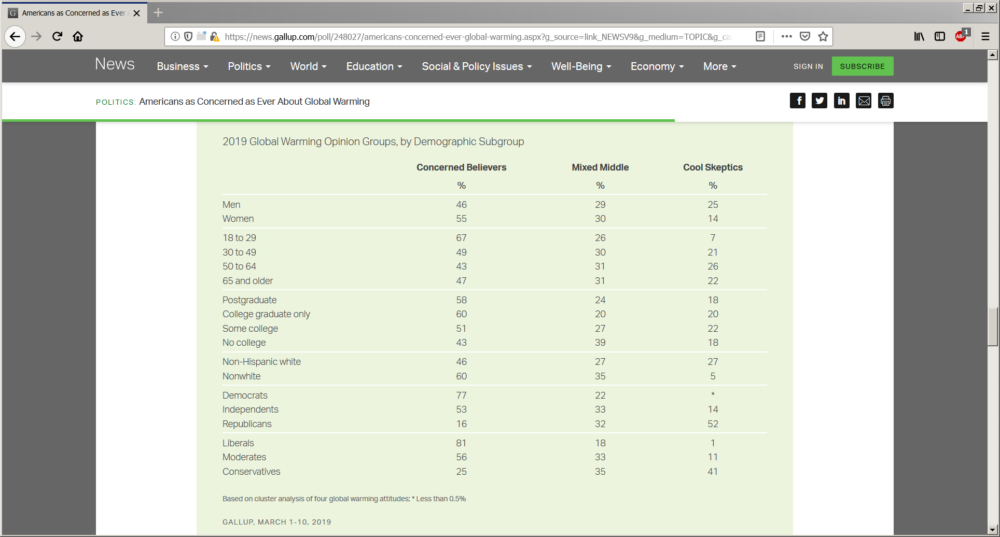 G Americans as Concerned as Ever
https://news.gallup.com/poll/248027/americans-concerned-ever-global-warming.aspx?g_source=link_NEWSV9&g_medium=TOPIC&g_ca
ABP 1
News Business Politics World Education Social & Policy Issues Well-Being Economy More SIGN IN SUBSCRIBE
POLITICS: Americans as Concerned as Ever About Global Warming
2019 Global Warming Opinion Groups, by Demographic Subgroup
Concerned Believers Mixed Middle Cool Skeptics
% % %
Men 46 29 25
Women 55 30 14
18 to 29 67 26 7
30 to 49 49 30 21
50 to 64 43 31 26
65 and older 47 31 22
Postgraduate 58 24 18
College graduate only 60 20 20
Some college 51 27 22
No college 43 39 18
Non-Hispanic white 46 27 27
Nonwhite 60 35 5
Democrats 77 22 *
Independents 53 33 14
Republicans 16 32 52
Liberals 81 18 1
Moderates 56 33 11
Conservatives 25 35 41
Based on cluster analysis of four global warming attitudes; * Less than 0.5%
GALLUP, MARCH 1-10, 2019